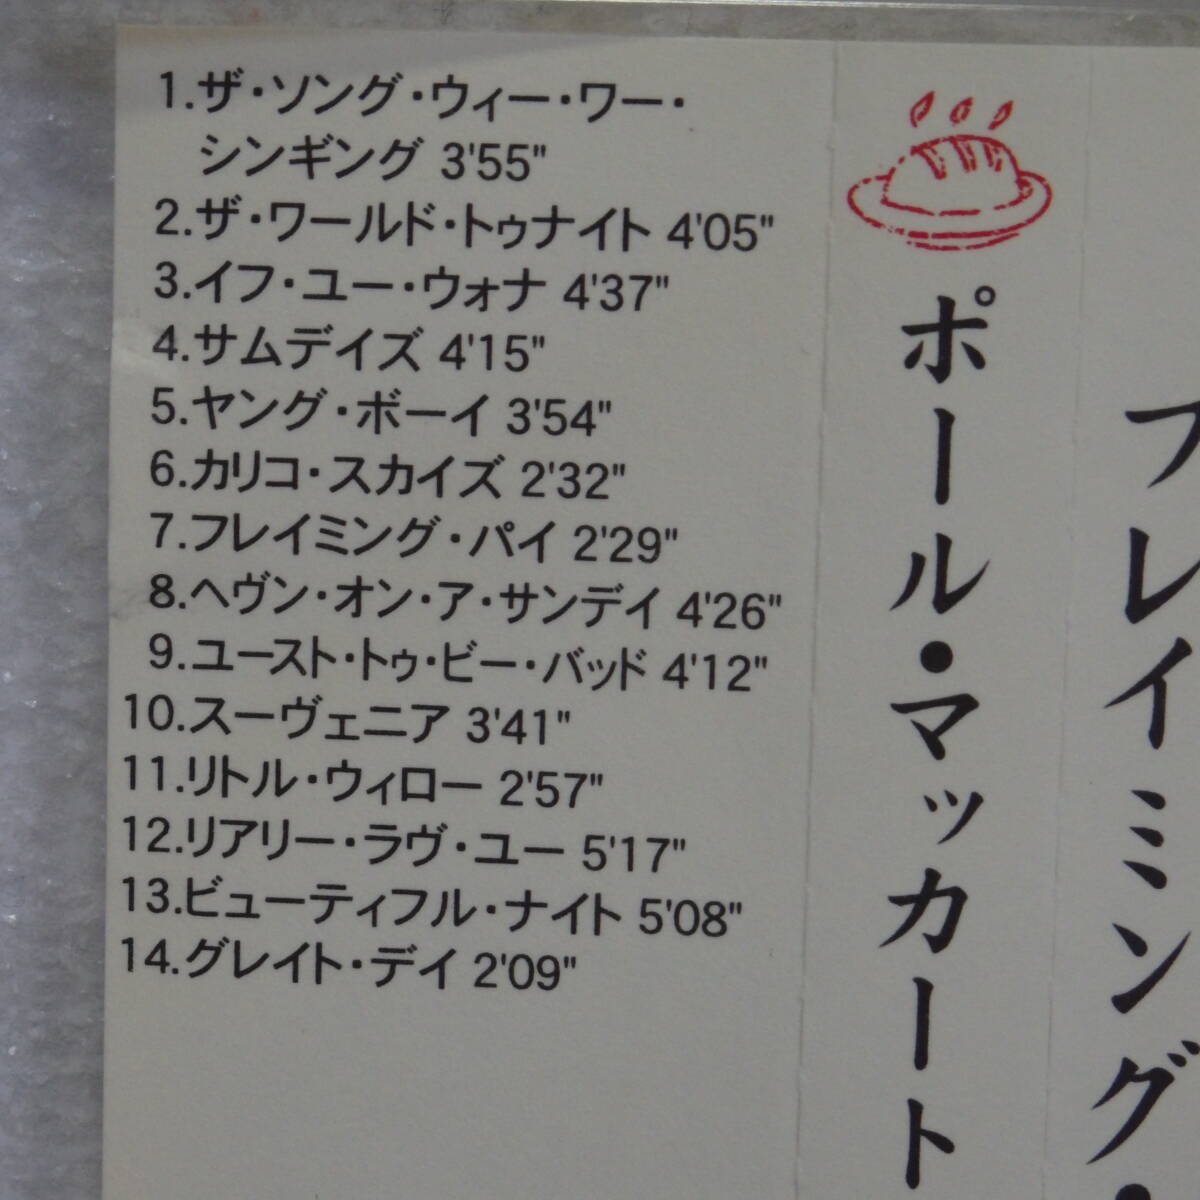 1.ザ・ソング・ウィー・ワー・
シンギング 3'55"
2.ザ・ワールド・トゥナイト 4'05"
3.イフ・ユー・ウォナ 4'37"
4.サムデイズ 4'15"
5.ヤング・ボーイ 3'54"
6.カリコ・スカイズ 2'32"
7.フレイミング・パイ 2'29"
8.ヘヴン・オン・ア・サンデイ 4'26"
9.ユースト・トゥ・ビー・バッド 4'12"
10.スーヴェニア 3'41"
11.リトル・ウィロー 2'57"
12.リアリー・ラヴ・ユー 5'17"
13.ビューティフル・ナイト 5'08"
14.グレイト・デイ 2'09"
ポール・マッカート
フレイミング・